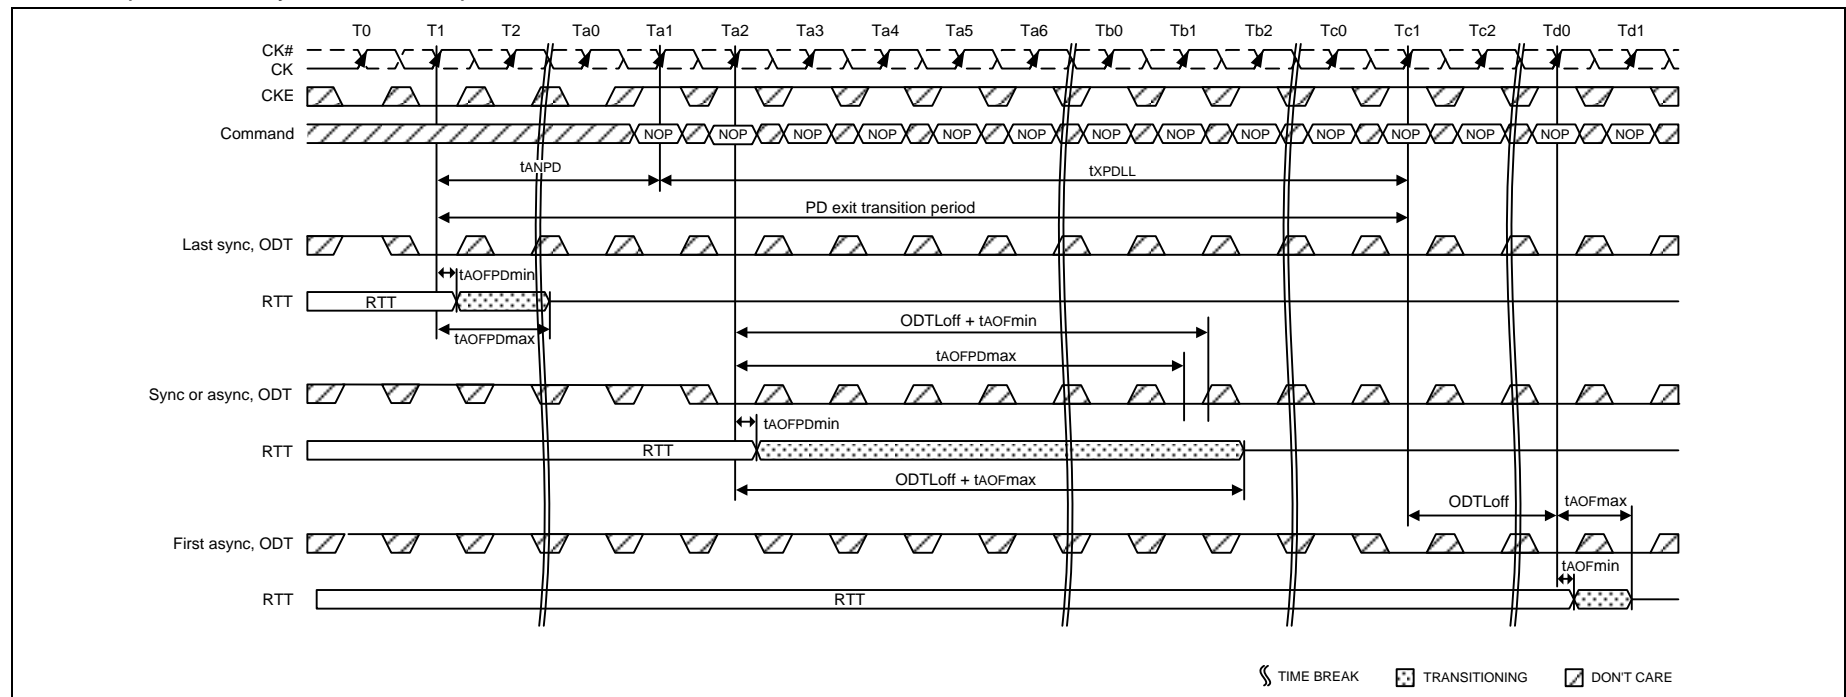 T0 T1 T2 Ta0 Ta1 Ta2 Ta3 Ta4 Ta5 Ta6 Tb0 Tb1 Tb2 Tc0 Tc1 Tc2 Td0 Td1
CK#
CK
CKE
Command NOP NOP NOP NOP NOP NOP NOP NOP NOP NOP NOP NOP NOP NOP
tANPD tXPDLL
PD exit transition period
Last sync, ODT
tAOFPDmin
RTT RTT
tAOFPDmax
ODTLoff + tAOFmin
tAOFPDmax
Sync or async, ODT
tAOFPDmin
RTT RTT
ODTLoff + tAOFmax
ODTLoff tAOFmax
First async, ODT
tAOFmin
RTT RTT
TIME BREAK TRANSITIONING DON'T CARE